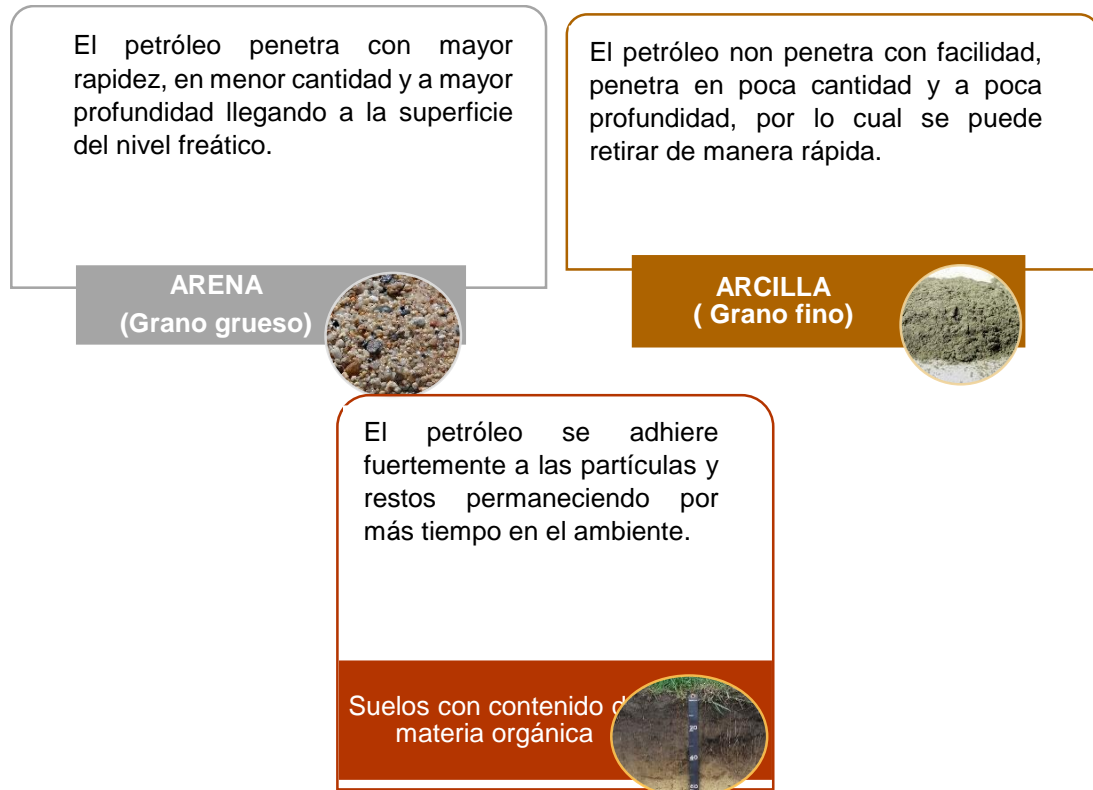 El petróleo penetra con mayor
rapidez, en menor cantidad y a mayor
profundidad llegando a la superficie
del nivel freático.
ARENA
(Grano grueso)
El petróleo non penetra con facilidad,
penetra en poca cantidad y a poca
profundidad, por lo cual se puede
retirar de manera rápida.
ARCILLA
( Grano fino)
El petróleo se adhiere
fuertemente a las partículas y
restos permaneciendo por
más tiempo en el ambiente.
Suelos con contenido
materia orgánica